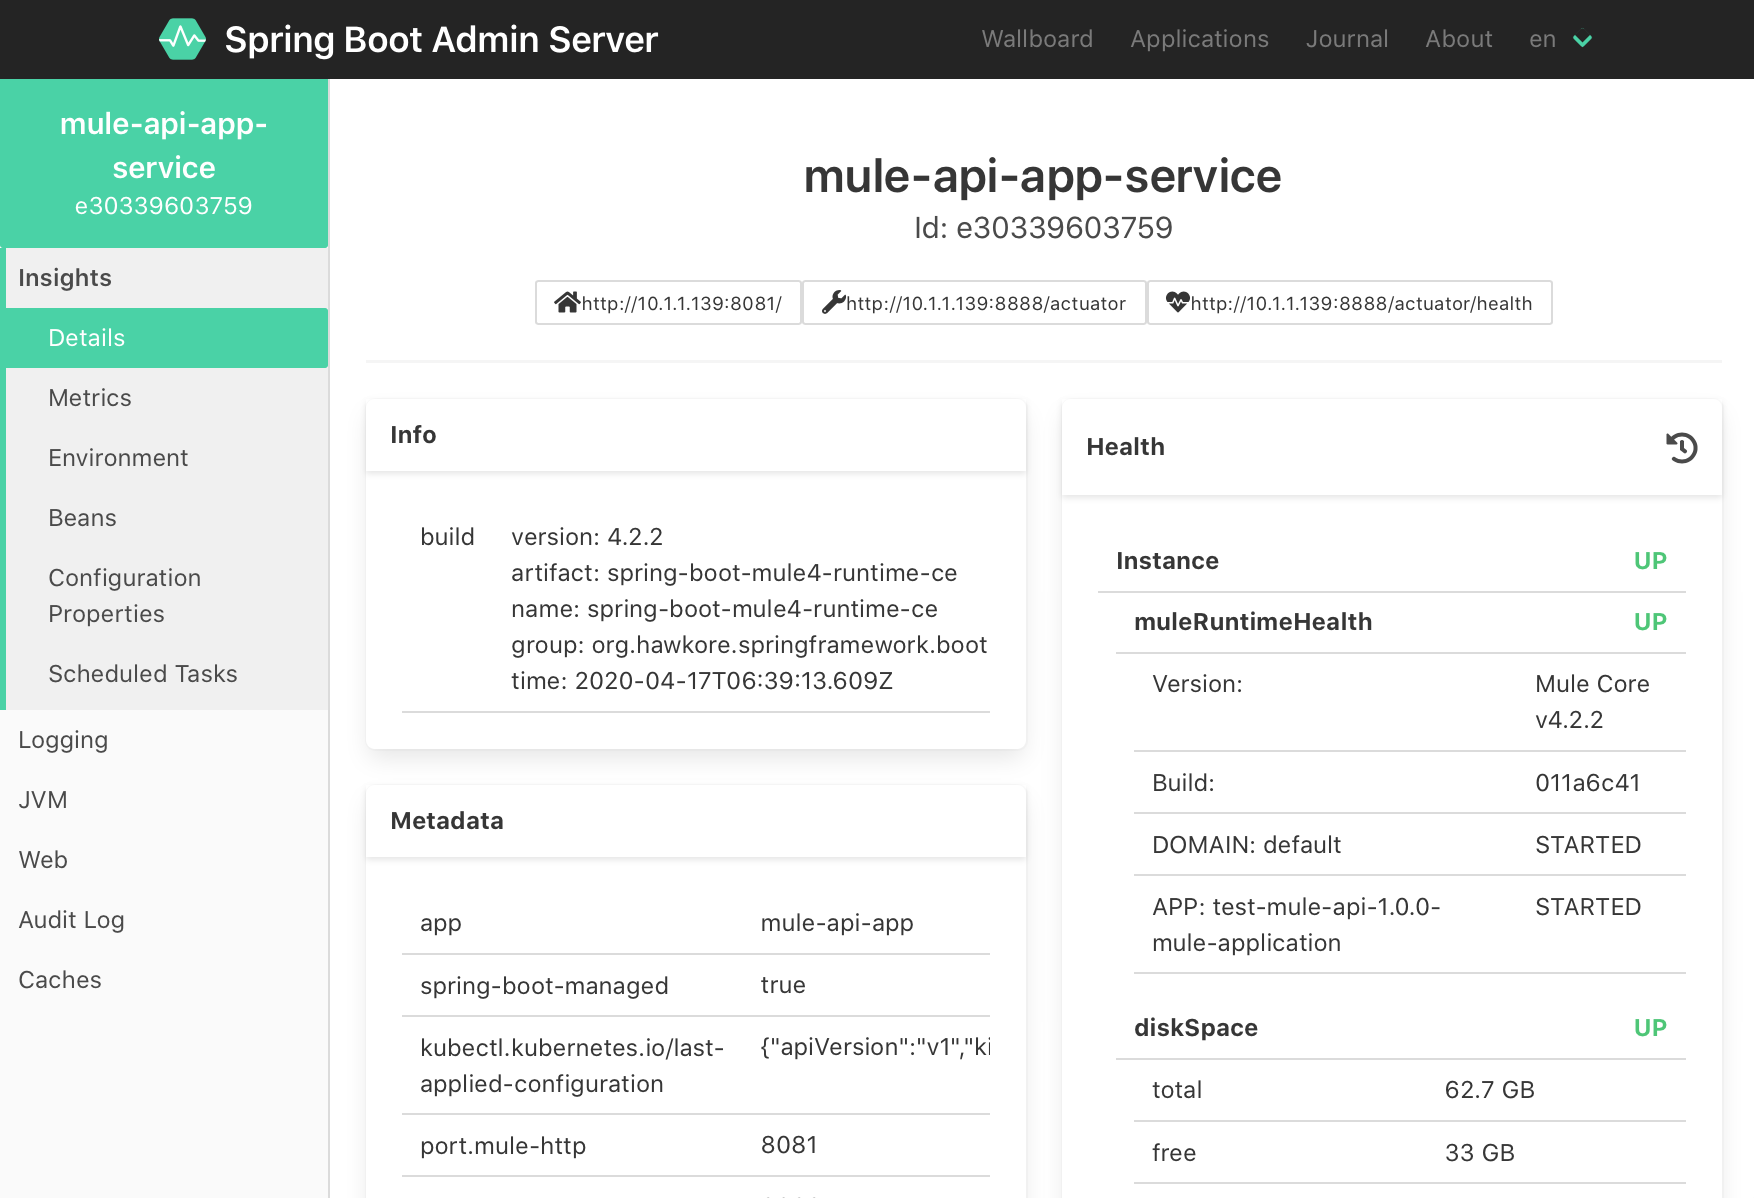 Spring Boot Admin Server
Wallboard Applications Journal About en
mule-api-app-
service
e30339603759
Insights
Details
Metrics
Environment
Beans
Configuration
Properties
Scheduled Tasks
Logging
JVM
Web
Audit Log
Caches
mule-api-app-service
Id: e30339603759
http://10.1.1.139:8081/ http://10.1.1.139:8888/actuator http://10.1.1.139:8888/actuator/health
Info
build version: 4.2.2
artifact: spring-boot-mule4-runtime-ce
name: spring-boot-mule4-runtime-ce
group: org.hawkore.springframework.boot
time: 2020-04-17T06:39:13.609Z
Metadata
app mule-api-app
spring-boot-managed true
kubectl.kubernetes.io/last- {"apiVersion":"v1","ki
applied-configuration
port.mule-http 8081
Health
Instance UP
muleRuntimeHealth UP
Version: Mule Core
v4.2.2
Build: 011a6c41
DOMAIN: default STARTED
APP: test-mule-api-1.0.0- STARTED
mule-application
diskSpace UP
total 62.7 GB
free 33 GB